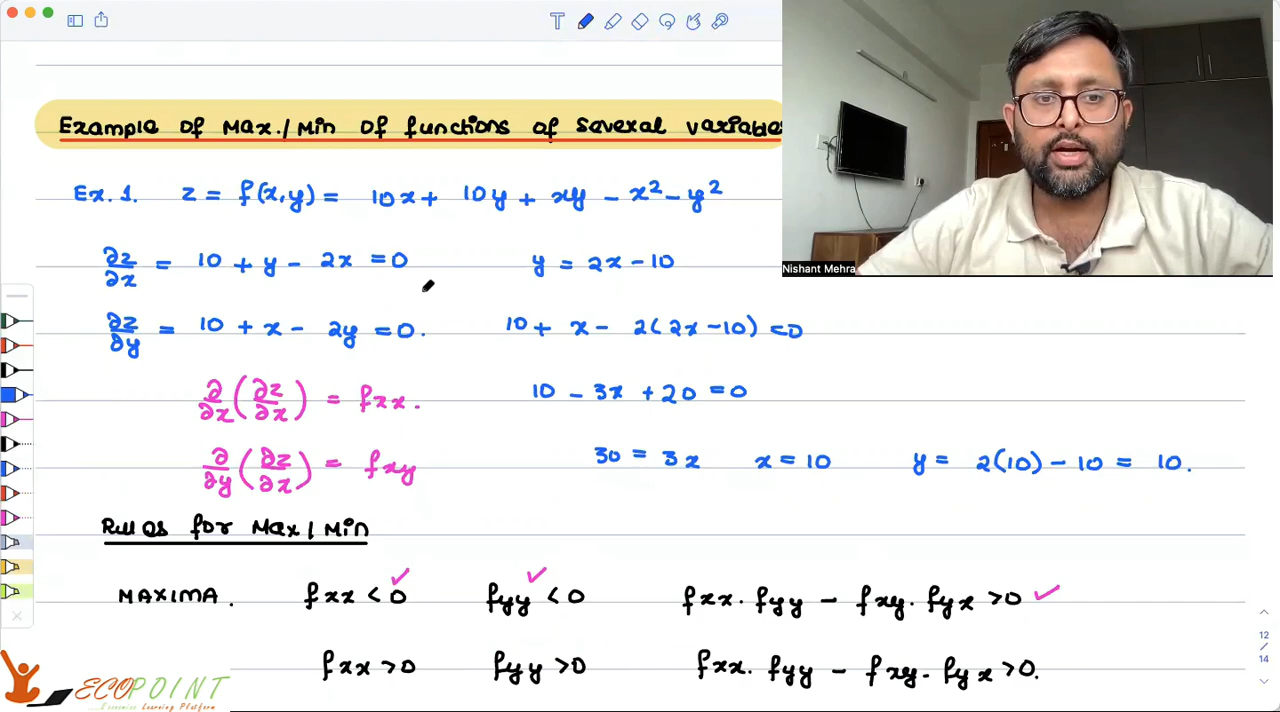 Example of Max./Min of functions of several variables
Ex. 1. z = f(x,y) = 10x + 10y + xy - x² - y²
∂z/∂x = 10 + y - 2x = 0 y = 2x - 10
∂z/∂y = 10 + x - 2y = 0. 10 + x - 2(2x-10) = 0
∂/∂x (∂z/∂x) = fxx. 10 - 3x + 20 = 0
∂/∂y (∂z/∂x) = fxy 30 = 3x x = 10 y = 2(10) - 10 = 10.
Rules for Max/Min
MAXIMA. fxx < 0 ✓ fyy < 0 ✓ fxx. fyy - fxy. fyx > 0 ✓
fxx > 0 fyy > 0 fxx. fyy - fxy. fyx > 0.
Nishant Mehra
ECOPOINT
Economics Learning Platform
12
/
14
T